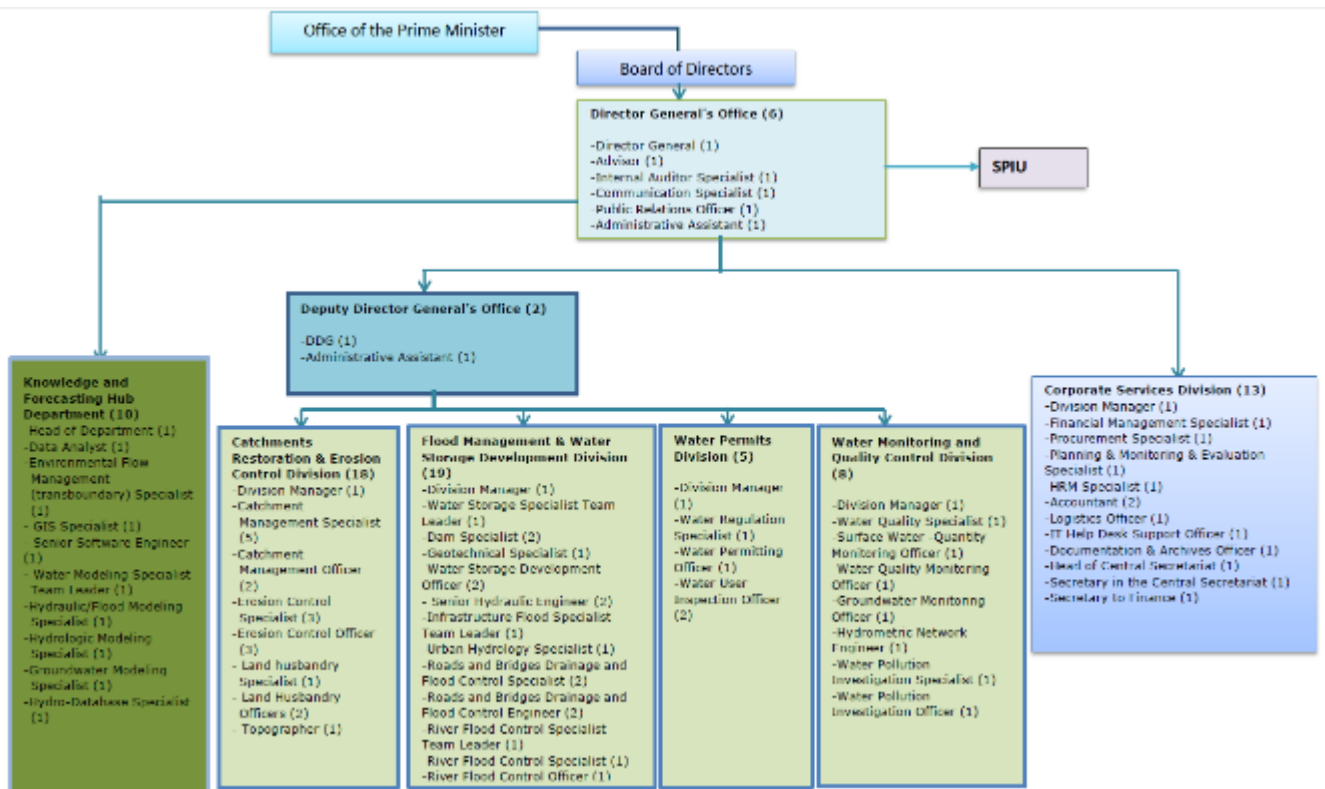 Office of the Prime Minister
Board of Directors
Director General's Office (6)
-Director General (1)
-Advisor (1)
-Internal Auditor Specialist (1)
-Communication Specialist (1)
-Public Relations Officer (1)
-Administrative Assistant (1)
SPIU
Deputy Director General's Office (2)
-DDG (1)
-Administrative Assistant (1)
Knowledge and
Forecasting Hub
Department (10)
Head of Department (1)
-Data Analyst (1)
-Environmental Flow
Management
(transboundary) Specialist
(1)
- GIS Specialist (1)
- Senior Software Engineer
(1)
- Water Modeling Specialist
Team Leader (1)
-Hydraulic/Flood Modeling
Specialist (1)
-Hydrologic Modeling
Specialist (1)
-Groundwater Modeling
Specialist (1)
-Hydro-Database Specialist
(1)
Catchments
Restoration & Erosion
Control Division (18)
-Division Manager (1)
-Catchment
Management Specialist
(5)
-Catchment
Management Officer
(2)
-Erosion Control
Specialist (3)
-Erosion Control Officer
(3)
- Land husbandry
Specialist (1)
- Land Husbandry
Officers (2)
- Topographer (1)
Flood Management & Water
Storage Development Division
(19)
-Division Manager (1)
-Water Storage Specialist Team
Leader (1)
-Dam Specialist (2)
-Geotechnical Specialist (1)
-Water Storage Development
Officer (2)
- Senior Hydraulic Engineer (2)
-Infrastructure Flood Specialist
Team Leader (1)
-Urban Hydrology Specialist (1)
-Roads and Bridges Drainage and
Flood Control Specialist (2)
-Roads and Bridges Drainage and
Flood Control Engineer (2)
-River Flood Control Specialist
Team Leader (1)
-River Flood Control Specialist (1)
-River Flood Control Officer (1)
Water Permits
Division (5)
-Division Manager
(1)
-Water Regulation
Specialist (1)
-Water Permitting
Officer (1)
-Water User
Inspection Officer
(2)
Water Monitoring and
Quality Control Division
(8)
-Division Manager (1)
-Water Quality Specialist (1)
-Surface Water -Quantity
Monitoring Officer (1)
-Water Quality Monitoring
Officer (1)
-Groundwater Monitoring
Officer (1)
-Hydrometric Network
Engineer (1)
-Water Pollution
Investigation Specialist (1)
-Water Pollution
Investigation Officer (1)
Corporate Services Division (13)
-Division Manager (1)
-Financial Management Specialist (1)
-Procurement Specialist (1)
-Planning & Monitoring & Evaluation
Specialist (1)
HRM Specialist (1)
-Accountant (2)
-Logistics Officer (1)
-IT Help Desk Support Officer (1)
-Documentation & Archives Officer (1)
-Head of Central Secretariat (1)
-Secretary in the Central Secretariat (1)
-Secretary to Finance (1)